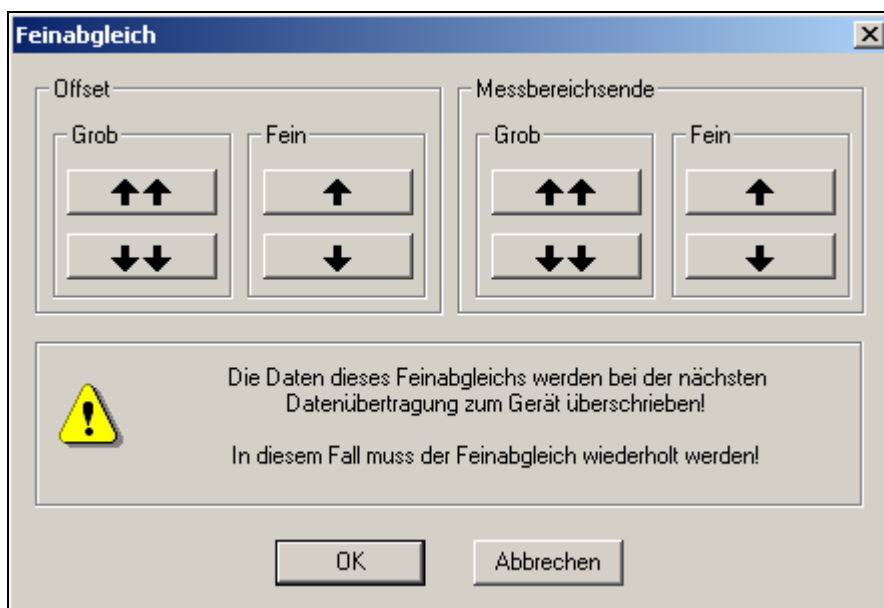 Feinabgleich
Offset
Grob
Fein
Messbereichsende
Grob
Fein
Die Daten dieses Feinabgleichs werden bei der nächsten
Datenübertragung zum Gerät überschrieben!
In diesem Fall muss der Feinabgleich wiederholt werden!
OK
Abbrechen